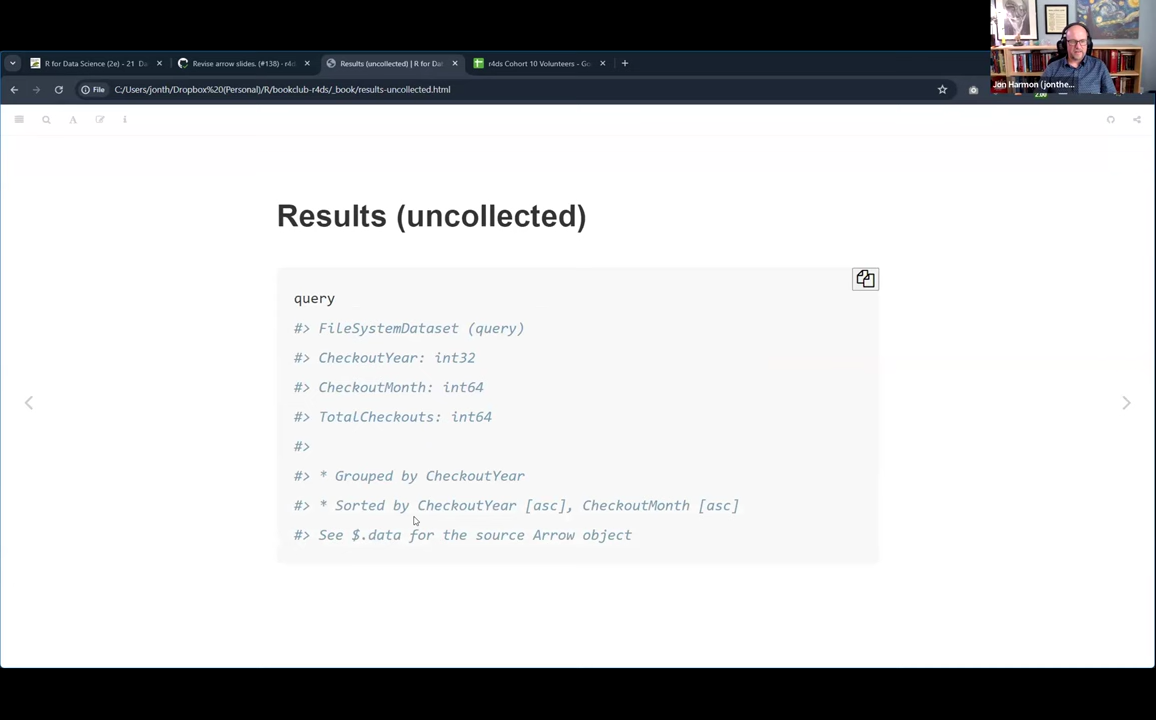 R for Data Science (2e) - 21 Da
Revise arrow slides. (#138) · r4d
Results (uncollected) | R for Dat
r4ds Cohort 10 Volunteers - Go
File
C:/Users/jonth/Dropbox%20(Personal)/R/bookclub-r4ds/_book/results-uncollected.html
Jon Harmon (jonthe...
2.00
Results (uncollected)
query
#> FileSystemDataset (query)
#> CheckoutYear: int32
#> CheckoutMonth: int64
#> TotalCheckouts: int64
#>
#> * Grouped by CheckoutYear
#> * Sorted by CheckoutYear [asc], CheckoutMonth [asc]
#> See $.data for the source Arrow object